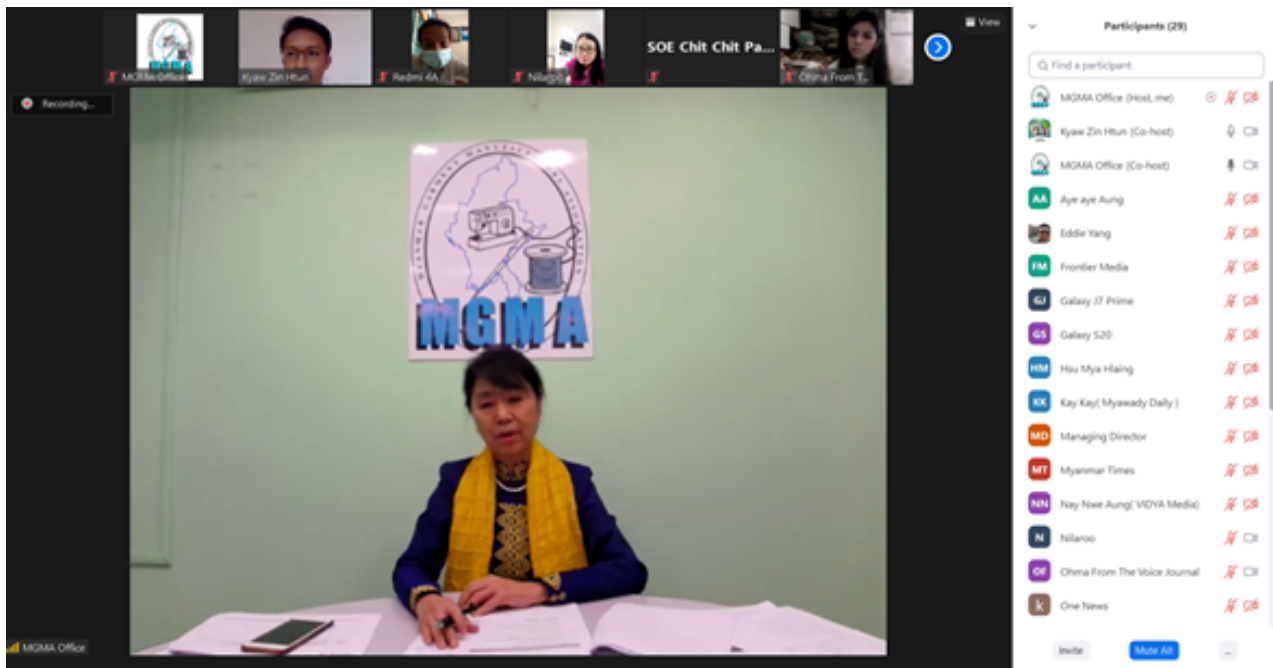 View
MGMA Office
Kyaw Zin Htun
Redmi 4A
Nilaroo
SOE Chit Chit Pa...
Ohma From T...
Recording...
MYANMAR GARMENT MANUFACTURERS ASSOCIATION
MGMA
MGMA Office
Participants (29)
Find a participant
MGMA Office (Host, me)
Kyaw Zin Htun (Co-host)
MGMA Office (Co-host)
AA Aye aye Aung
Eddie Yang
FM Frontier Media
GJ Galaxy J7 Prime
GS Galaxy S20
HM Hsu Mya Hlaing
KK Kay Kay( Myawady Daily )
MD Managing Director
MT Myanmar Times
NN Nay Nwe Aung( VIDYA Media)
N Nilaroo
OF Ohma From The Voice Journal
k One News
Invite
Mute All
...